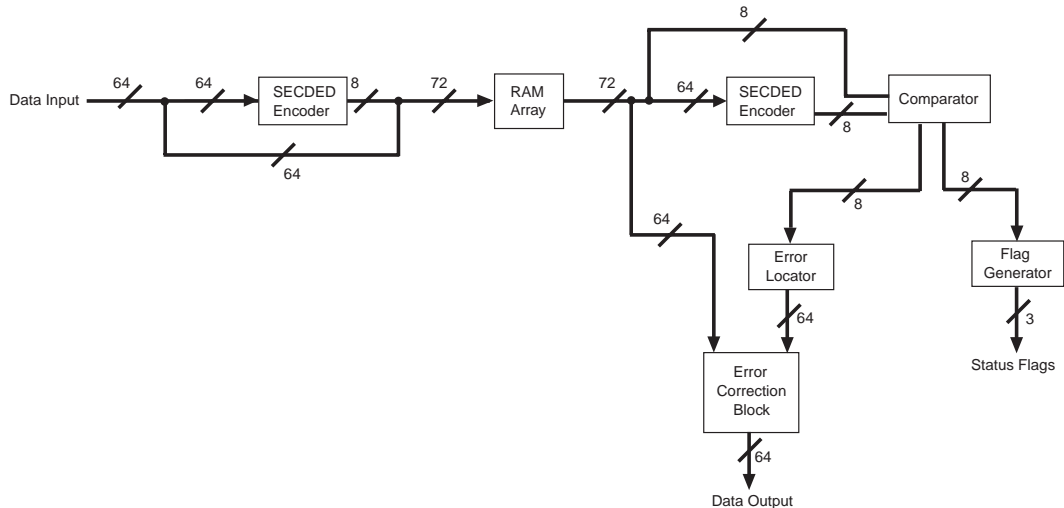 8
64
64
SECDED
Encoder
8
72
RAM
Array
72
64
SECDED
Encoder
8
Comparator
Data Input
64
8
8
64
Error
Locator
Flag
Generator
64
3
Error
Correction
Block
Status Flags
64
Data Output